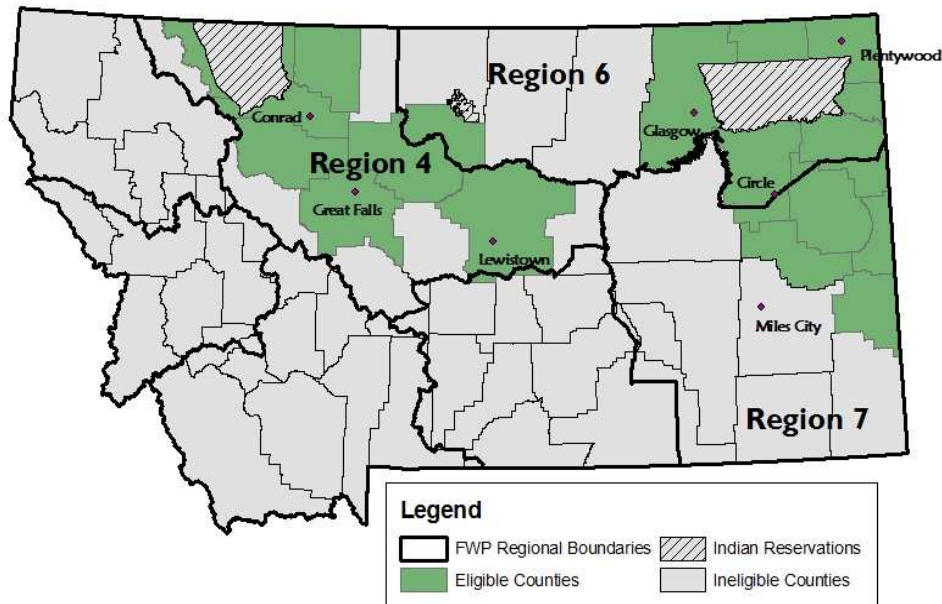 Region 6
Plentywood
Conrad
Glasgow
Region 4
Circle
Great Falls
Lewistown
Miles City
Region 7
Legend
FWP Regional Boundaries
Indian Reservations
Eligible Counties
Ineligible Counties